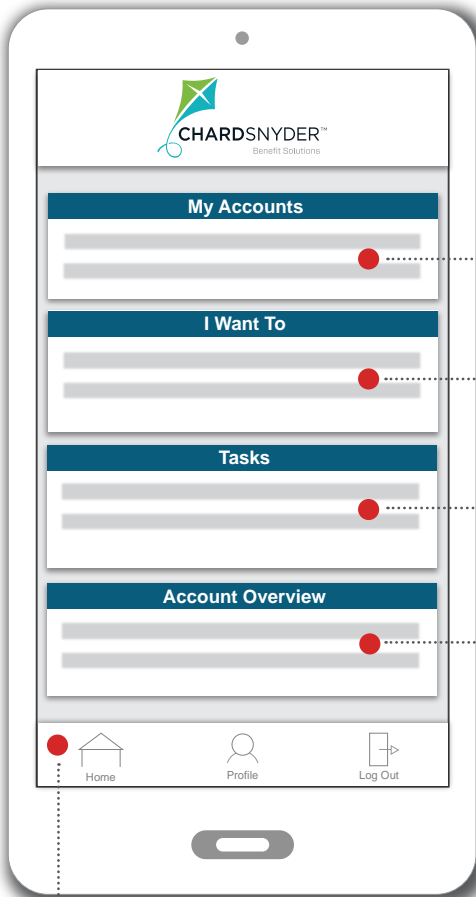 CHARDSNYDER™
Benefit Solutions
My Accounts
I Want To
Tasks
Account Overview
Home
Profile
Log Out